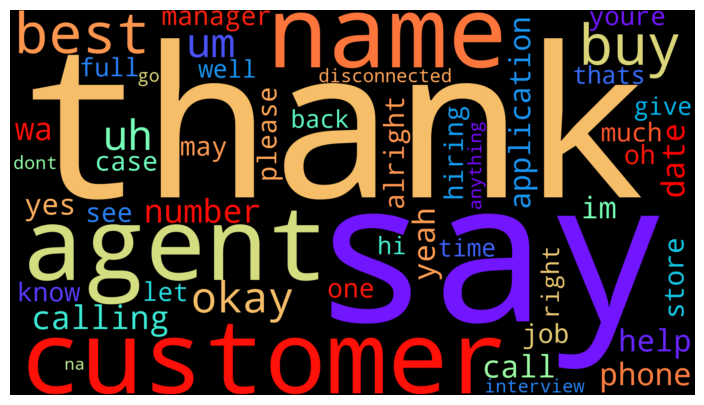 best
manager
um
name
youre
buy
full
go
well
disconnected
thats
thank
application
give
wa
uh
case
dont
may
please
back
alright
hiring
anything
much
oh
date
yes
see
number
yeah
im
agent
say
hi
time
know
let
okay
one
right
store
calling
customer
na
call
interview
job
help
phone